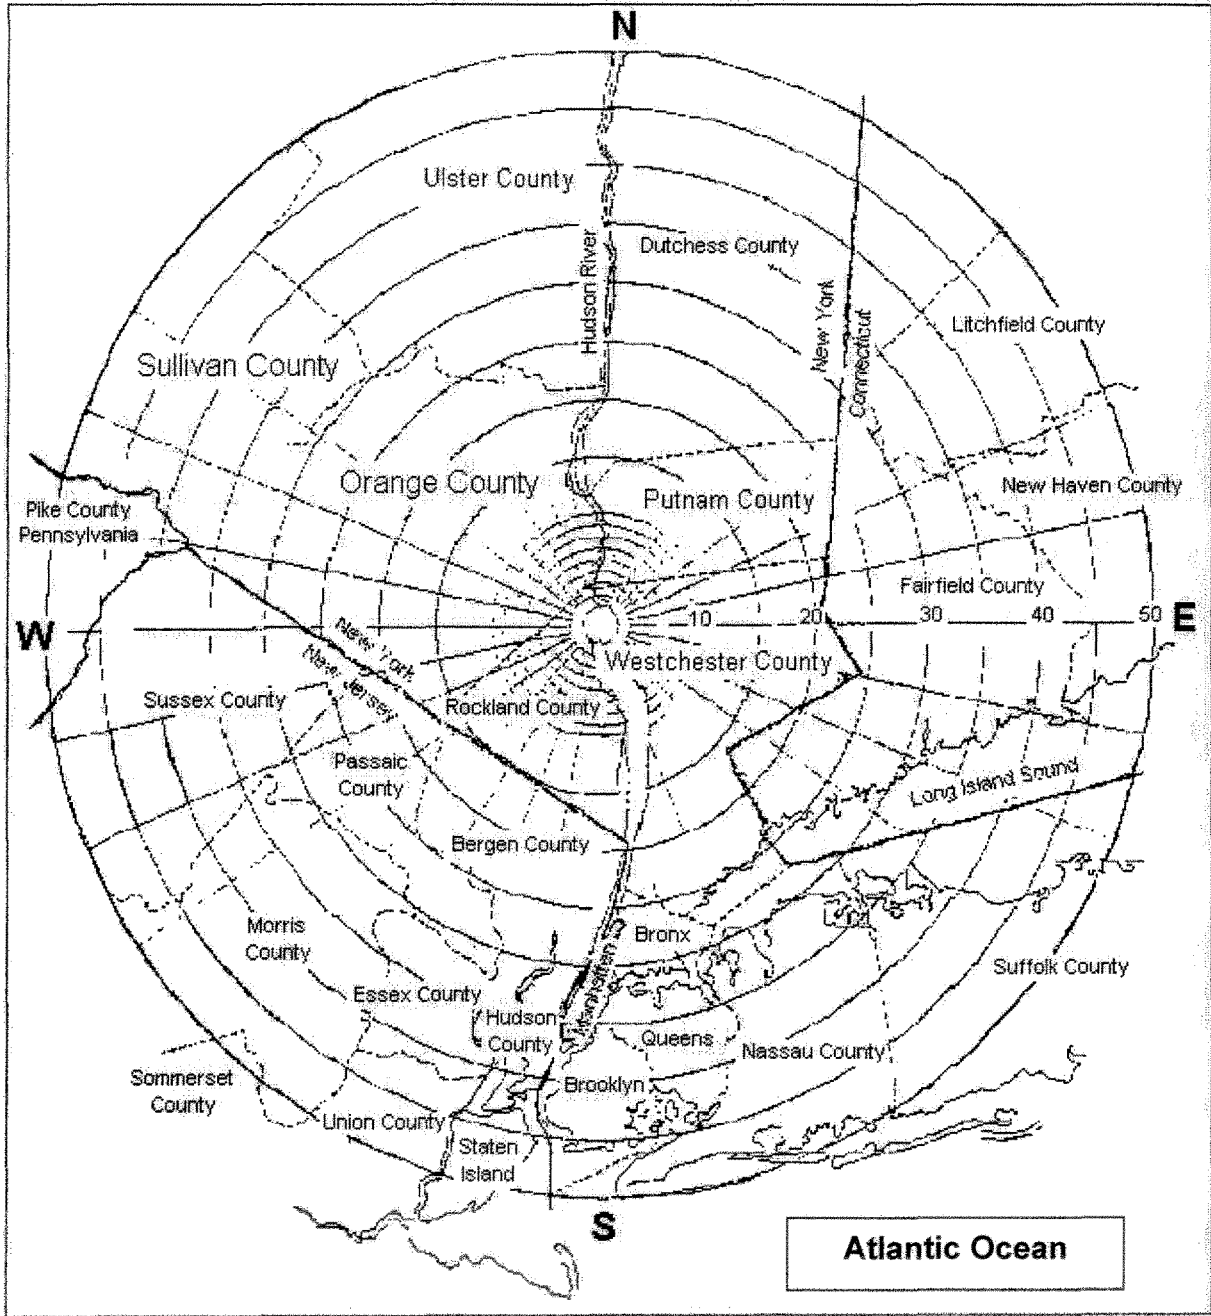 N
Ulster County
Hudson River
Dutchess County
New York
Connecticut
Litchfield County
Sullivan County
Orange County
Putnam County
New Haven County
Pike County
Pennsylvania
Fairfield County
W
10
20
30
40
50
E
New York
New Jersey
Westchester County
Sussex County
Rockland County
Passaic
County
Long Island Sound
Bergen County
Morris
County
Bronx
Manhatten
Suffolk County
Essex County
Hudson
County
Queens
Nassau County
Sommerset
County
Brooklyn
Union County
Staten
Island
S
Atlantic Ocean